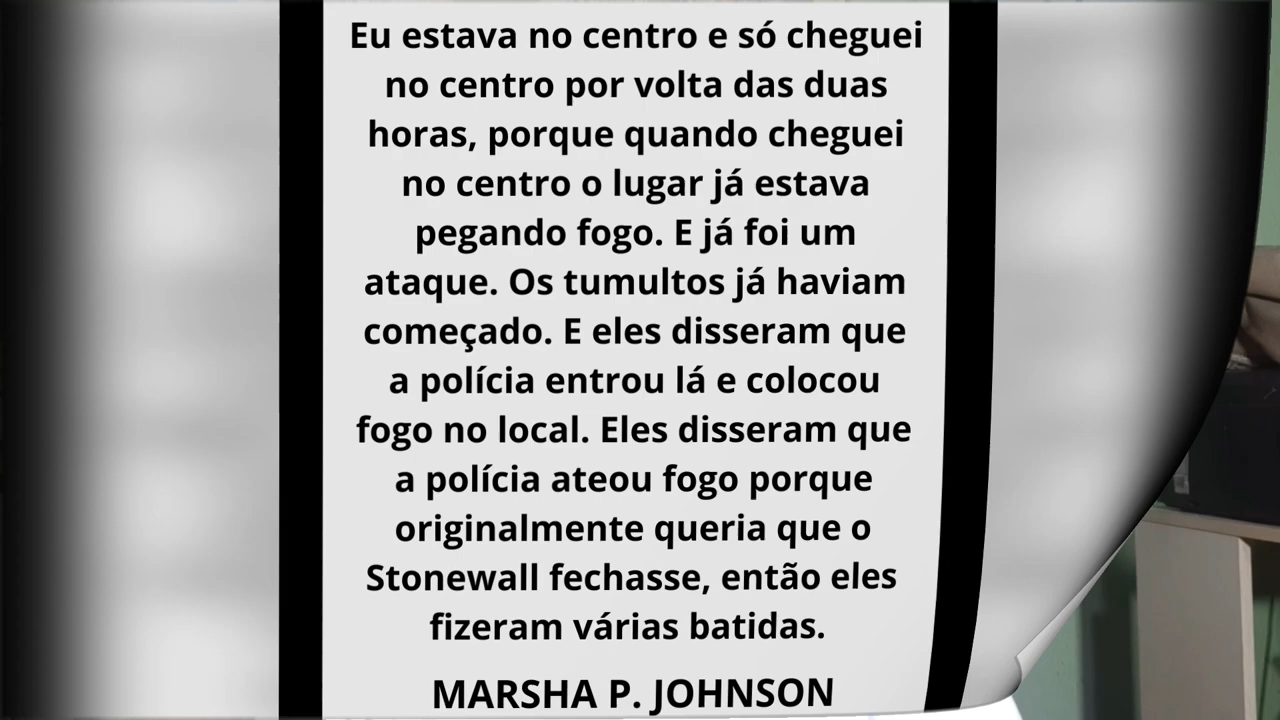 Eu estava no centro e só cheguei
no centro por volta das duas
horas, porque quando cheguei
no centro o lugar já estava
pegando fogo. E já foi um
ataque. Os tumultos já haviam
começado. E eles disseram que
a polícia entrou lá e colocou
fogo no local. Eles disseram que
a polícia ateou fogo porque
originalmente queria que o
Stonewall fechasse, então eles
fizeram várias batidas.
MARSHA P. JOHNSON